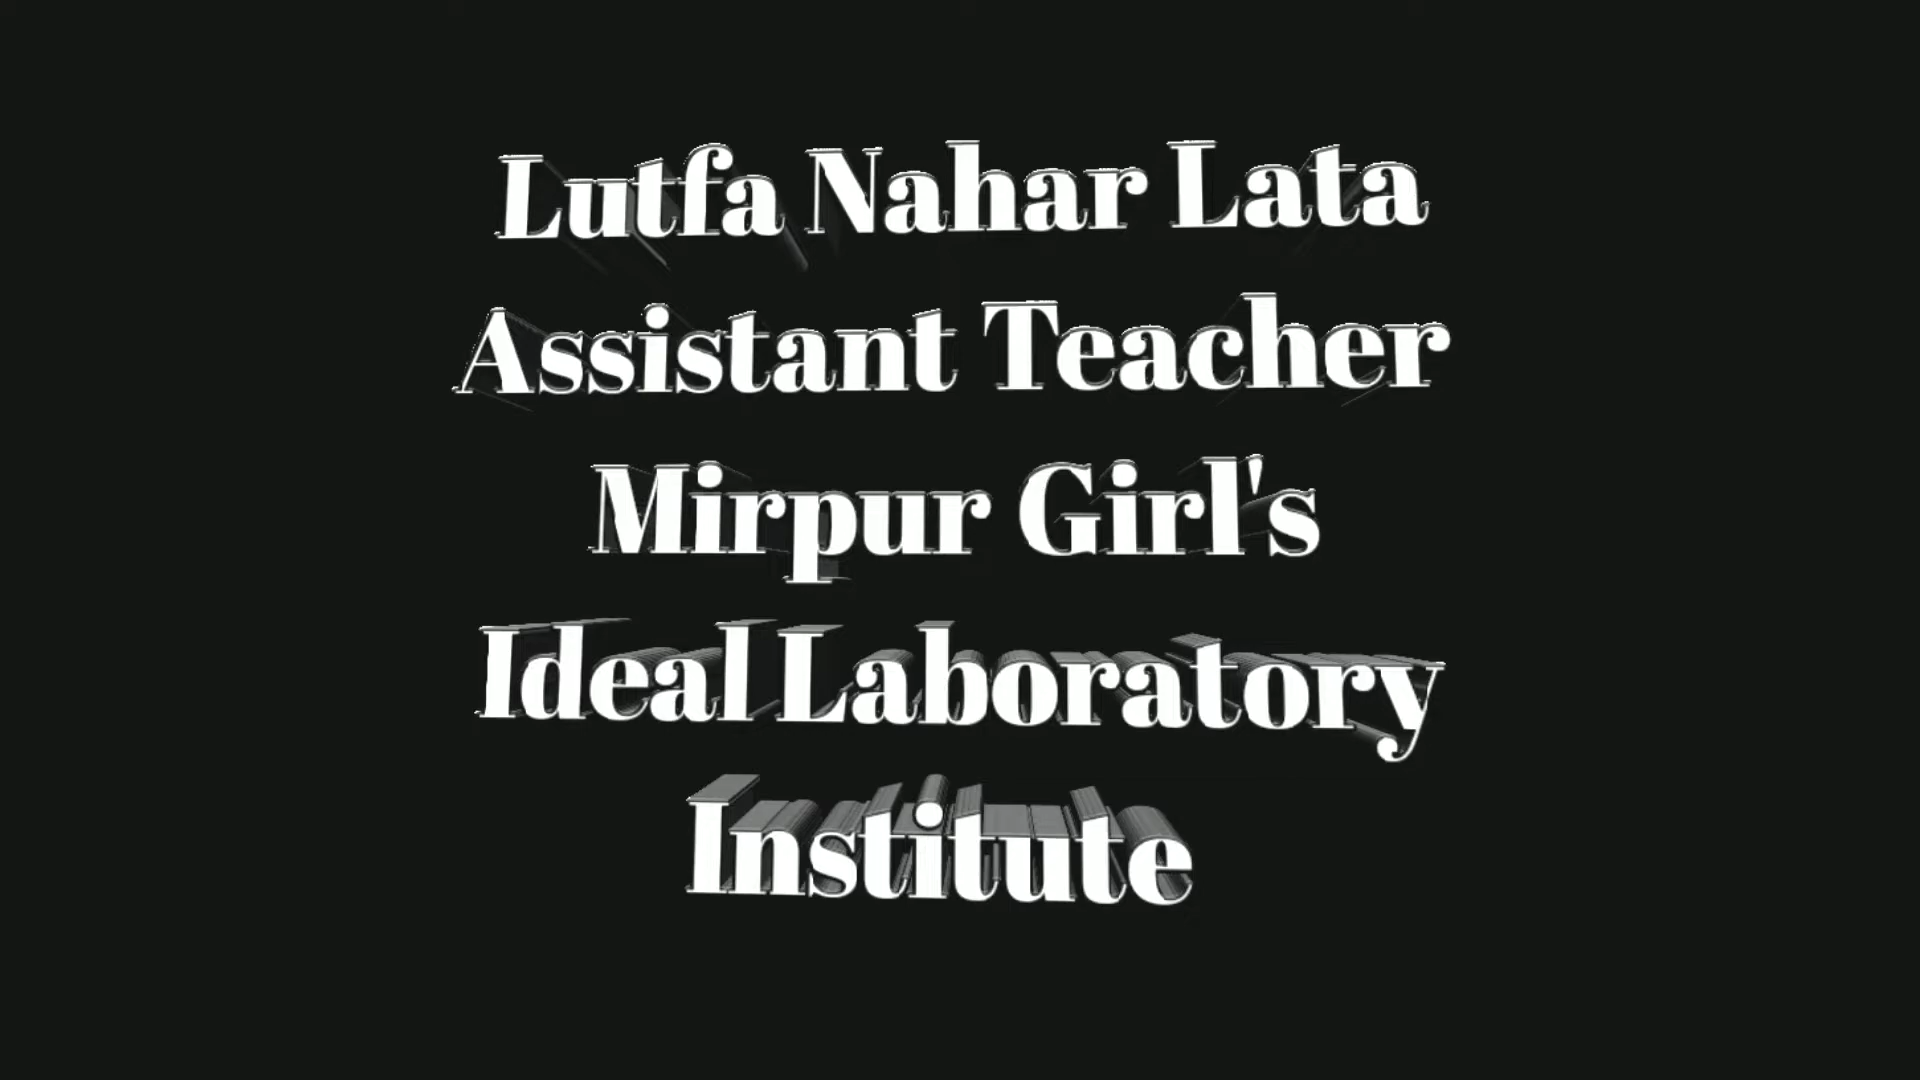 Lutfa Nahar Lata
Assistant Teacher
Mirpur Girl's
Ideal Laboratory
Institute